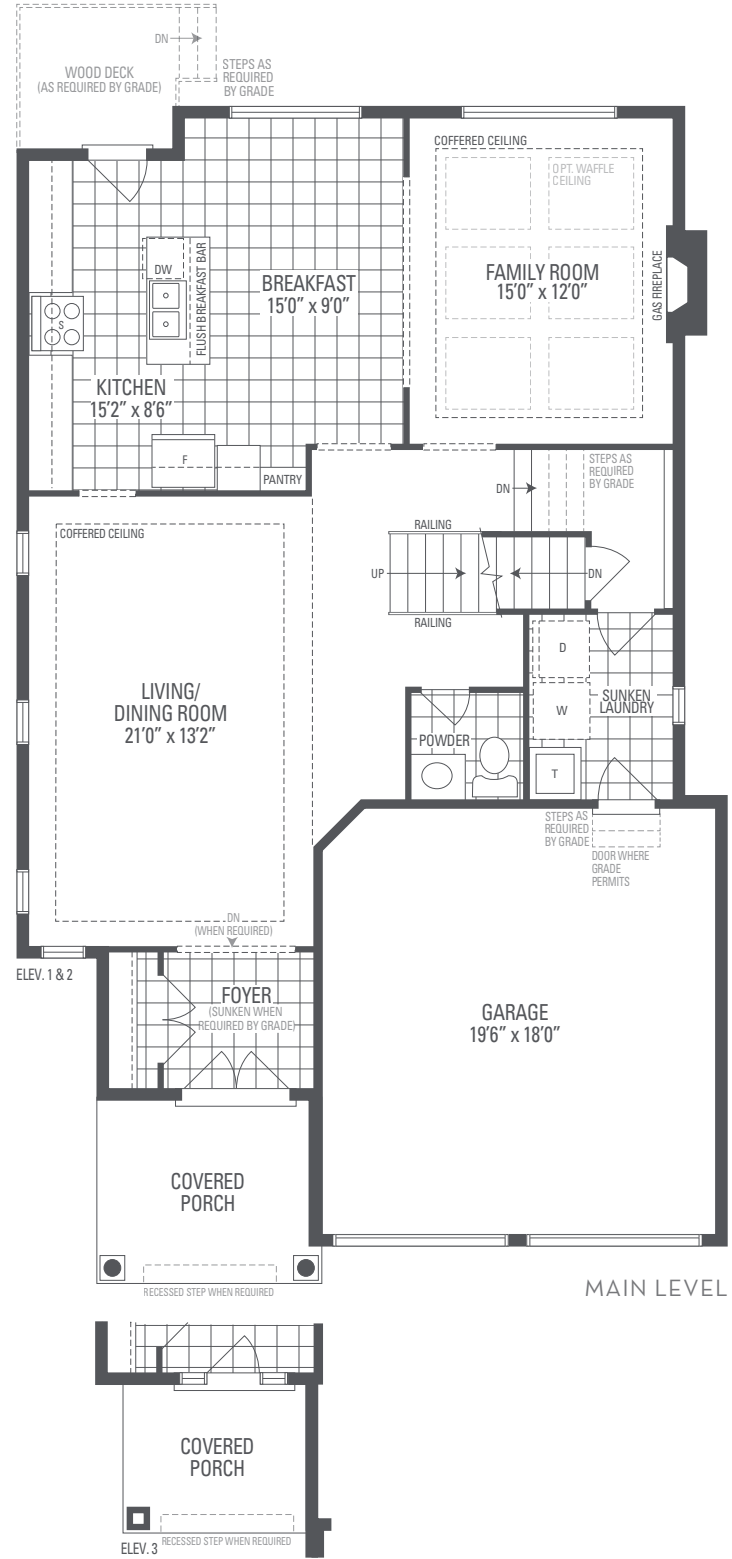 DN
WOOD DECK
(AS REQUIRED BY GRADE)
STEPS AS
REQUIRED
BY GRADE
COFFERED CEILING
OPT. WAFFLE
CEILING
DW
FLUSH BREAKFAST BAR
BREAKFAST
15'0" x 9'0"
FAMILY ROOM
15'0" x 12'0"
GAS FIREPLACE
S
KITCHEN
15'2" x 8'6"
F
PANTRY
STEPS AS
REQUIRED
BY GRADE
DN
COFFERED CEILING
RAILING
UP
DN
RAILING
D
LIVING/
DINING ROOM
21'0" x 13'2"
SUNKEN
LAUNDRY
W
POWDER
T
STEPS AS
REQUIRED
BY GRADE
DOOR WHERE
GRADE
PERMITS
DN
(WHEN REQUIRED)
ELEV. 1 & 2
FOYER
(SUNKEN WHEN
REQUIRED BY GRADE)
GARAGE
19'6" x 18'0"
COVERED
PORCH
RECESSED STEP WHEN REQUIRED
MAIN LEVEL
COVERED
PORCH
RECESSED STEP WHEN REQUIRED
ELEV. 3